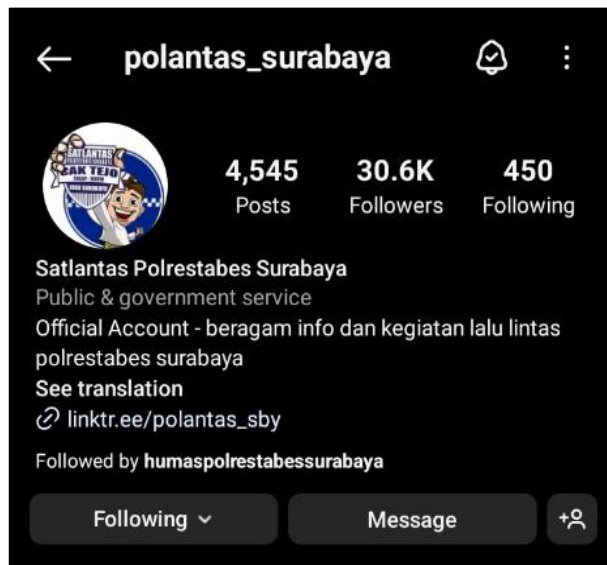 polantas_surabaya
SATLANTAS
CAK TEJO
4,545 30.6K 450
Posts Followers Following
Satlantas Polrestabes Surabaya
Public & government service
Official Account - beragam info dan kegiatan lalu lintas
polrestabes surabaya
See translation
linktr.ee/polantas_sby
Followed by humaspolrestabessurabaya
Following Message